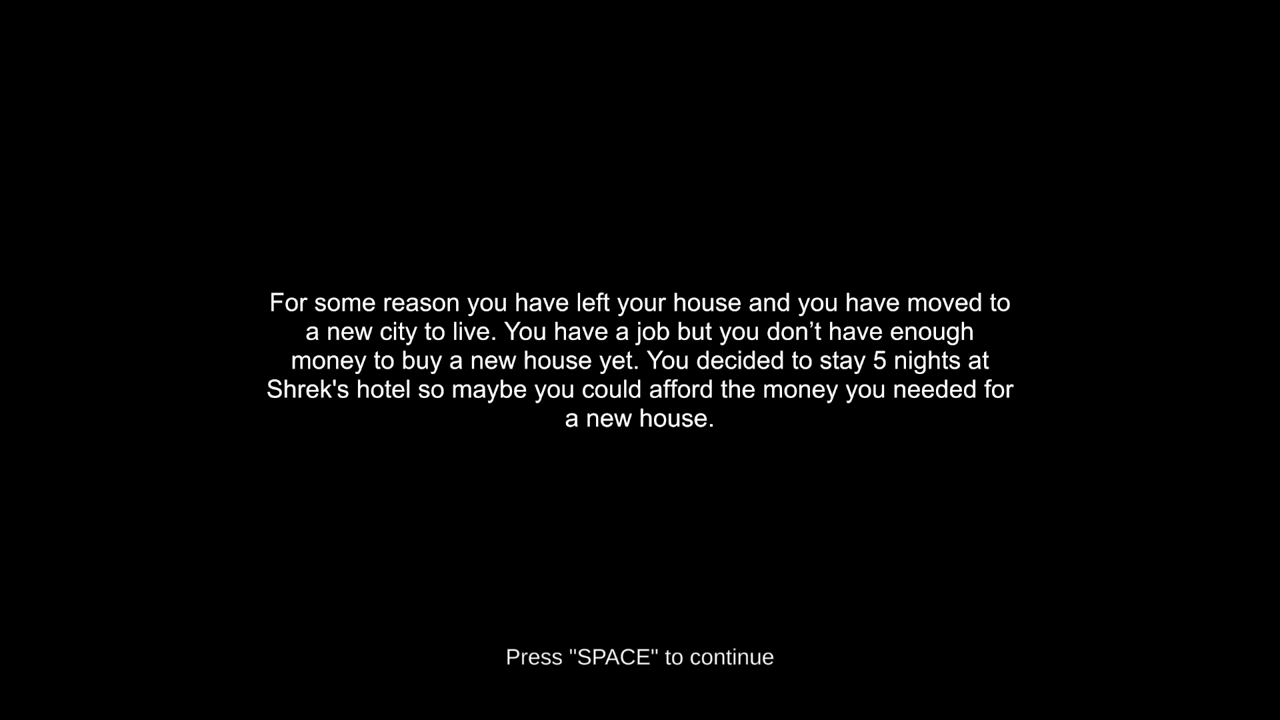 For some reason you have left your house and you have moved to
a new city to live. You have a job but you don’t have enough
money to buy a new house yet. You decided to stay 5 nights at
Shrek's hotel so maybe you could afford the money you needed for
a new house.
Press "SPACE" to continue